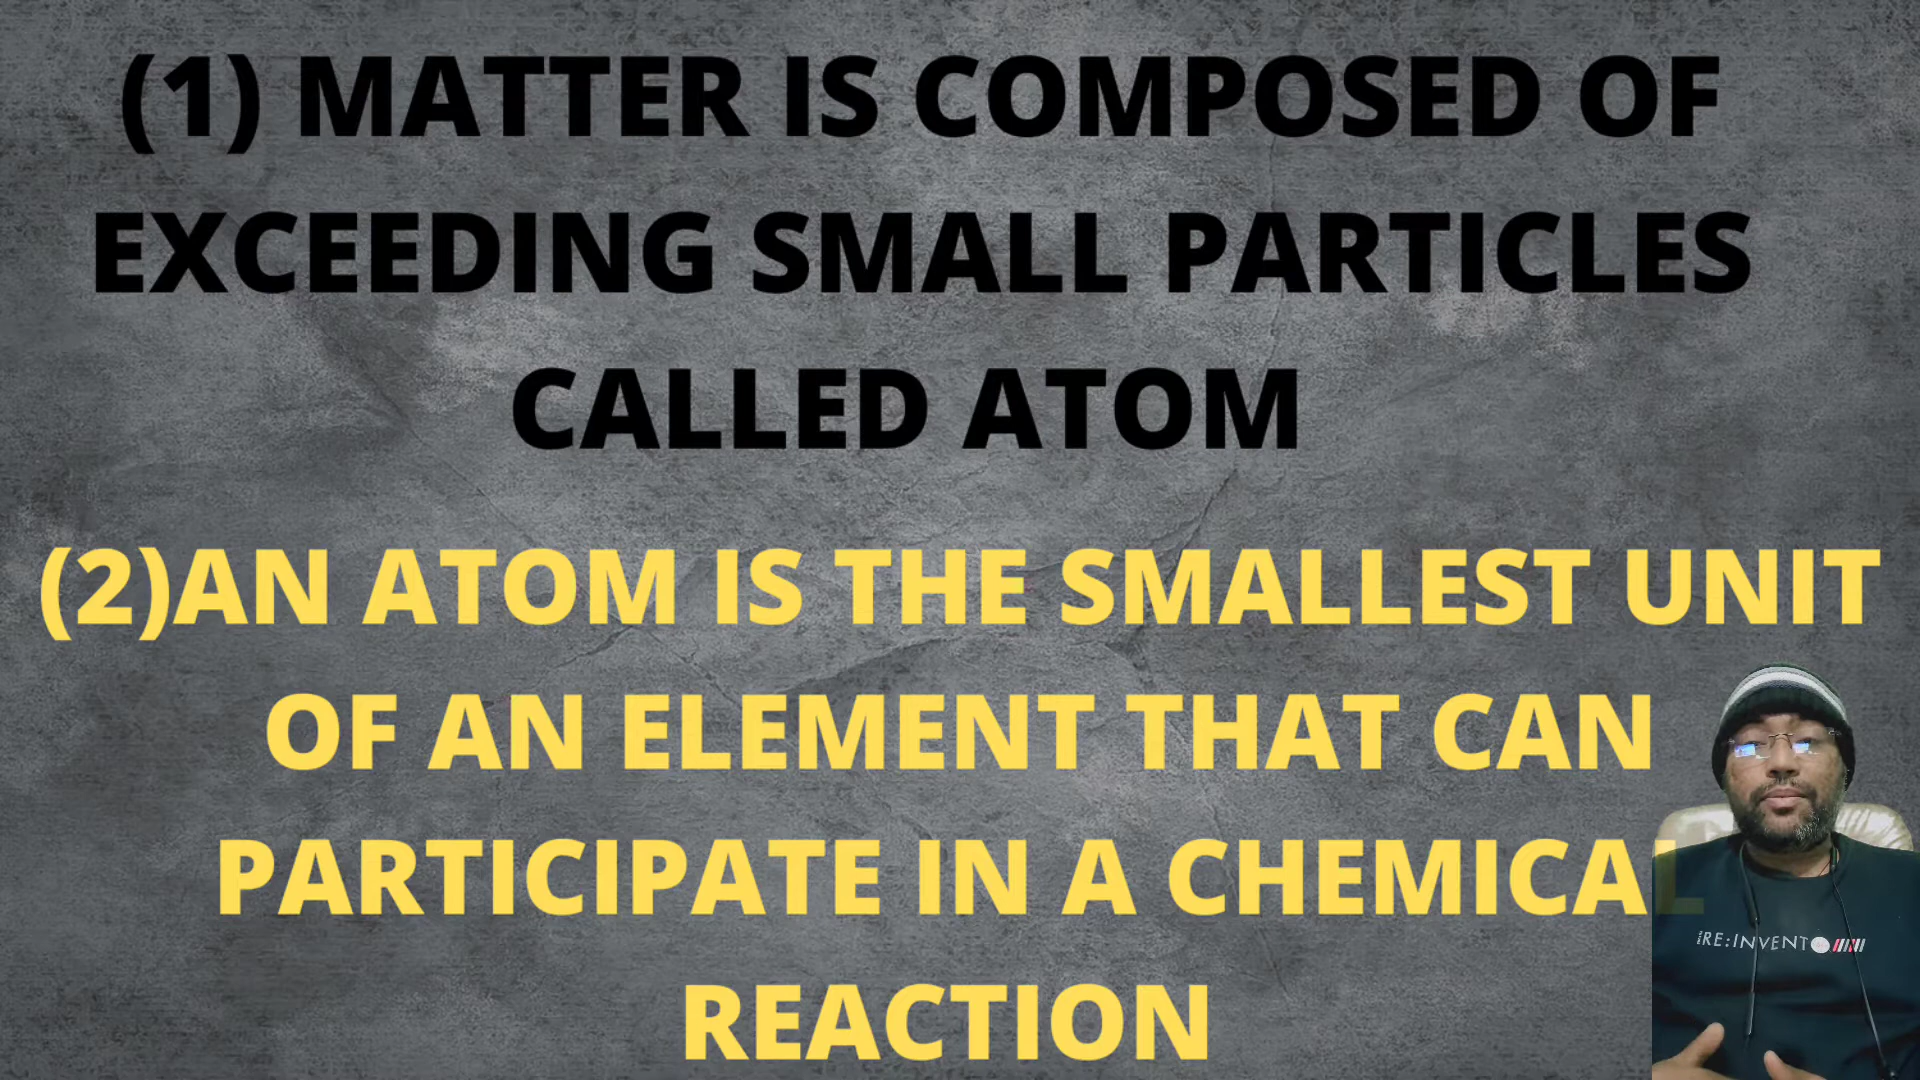 (1) MATTER IS COMPOSED OF
EXCEEDING SMALL PARTICLES
CALLED ATOM
(2)AN ATOM IS THE SMALLEST UNIT
OF AN ELEMENT THAT CAN
PARTICIPATE IN A CHEMICAL
REACTION
RE:INVENT